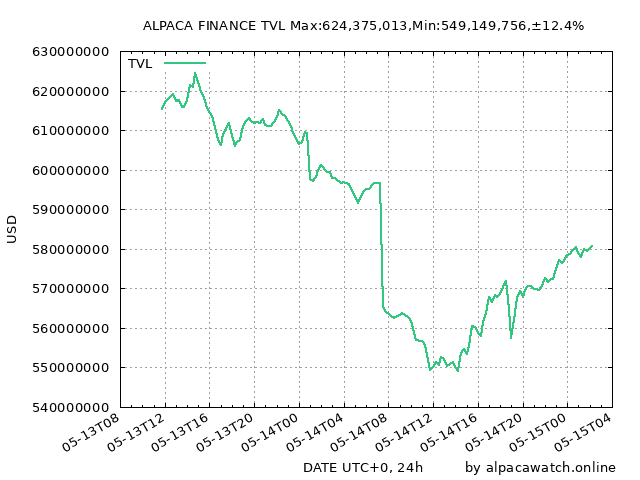 ALPACA FINANCE TVL Max:624,375,013,Min:549,149,756,±12.4%
TVL
630000000
620000000
610000000
600000000
590000000
580000000
570000000
560000000
550000000
540000000
USD
05-13T08
05-13T12
05-13T16
05-13T20
05-14T00
05-14T04
05-14T08
05-14T12
05-14T16
05-14T20
05-15T00
05-15T04
DATE UTC+0, 24h
by alpacawatch.online